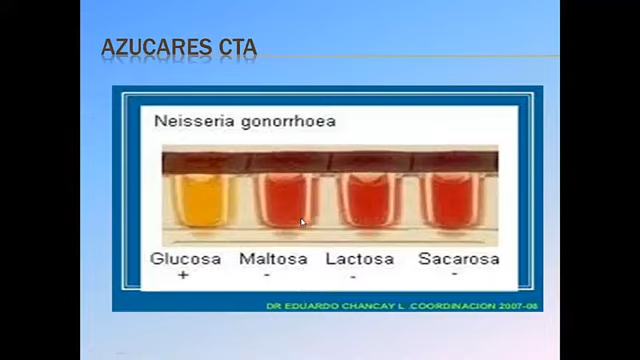 AZUCARES CTA
Neisseria gonorrhoea
Glucosa Maltosa Lactosa Sacarosa
+ - - -
DR EDUARDO CHANCAY L .COORDINACION 2007-08